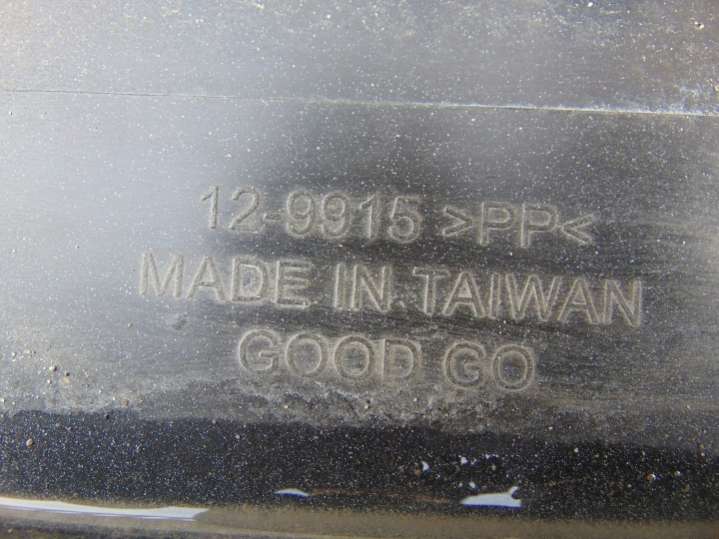 12-9915 >PP<
MADE IN TAIWAN
GOOD GO